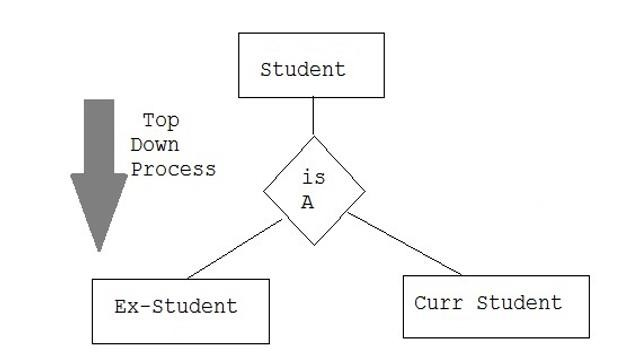 Student
Top
Down
Process
is
A
Ex-Student
Curr Student